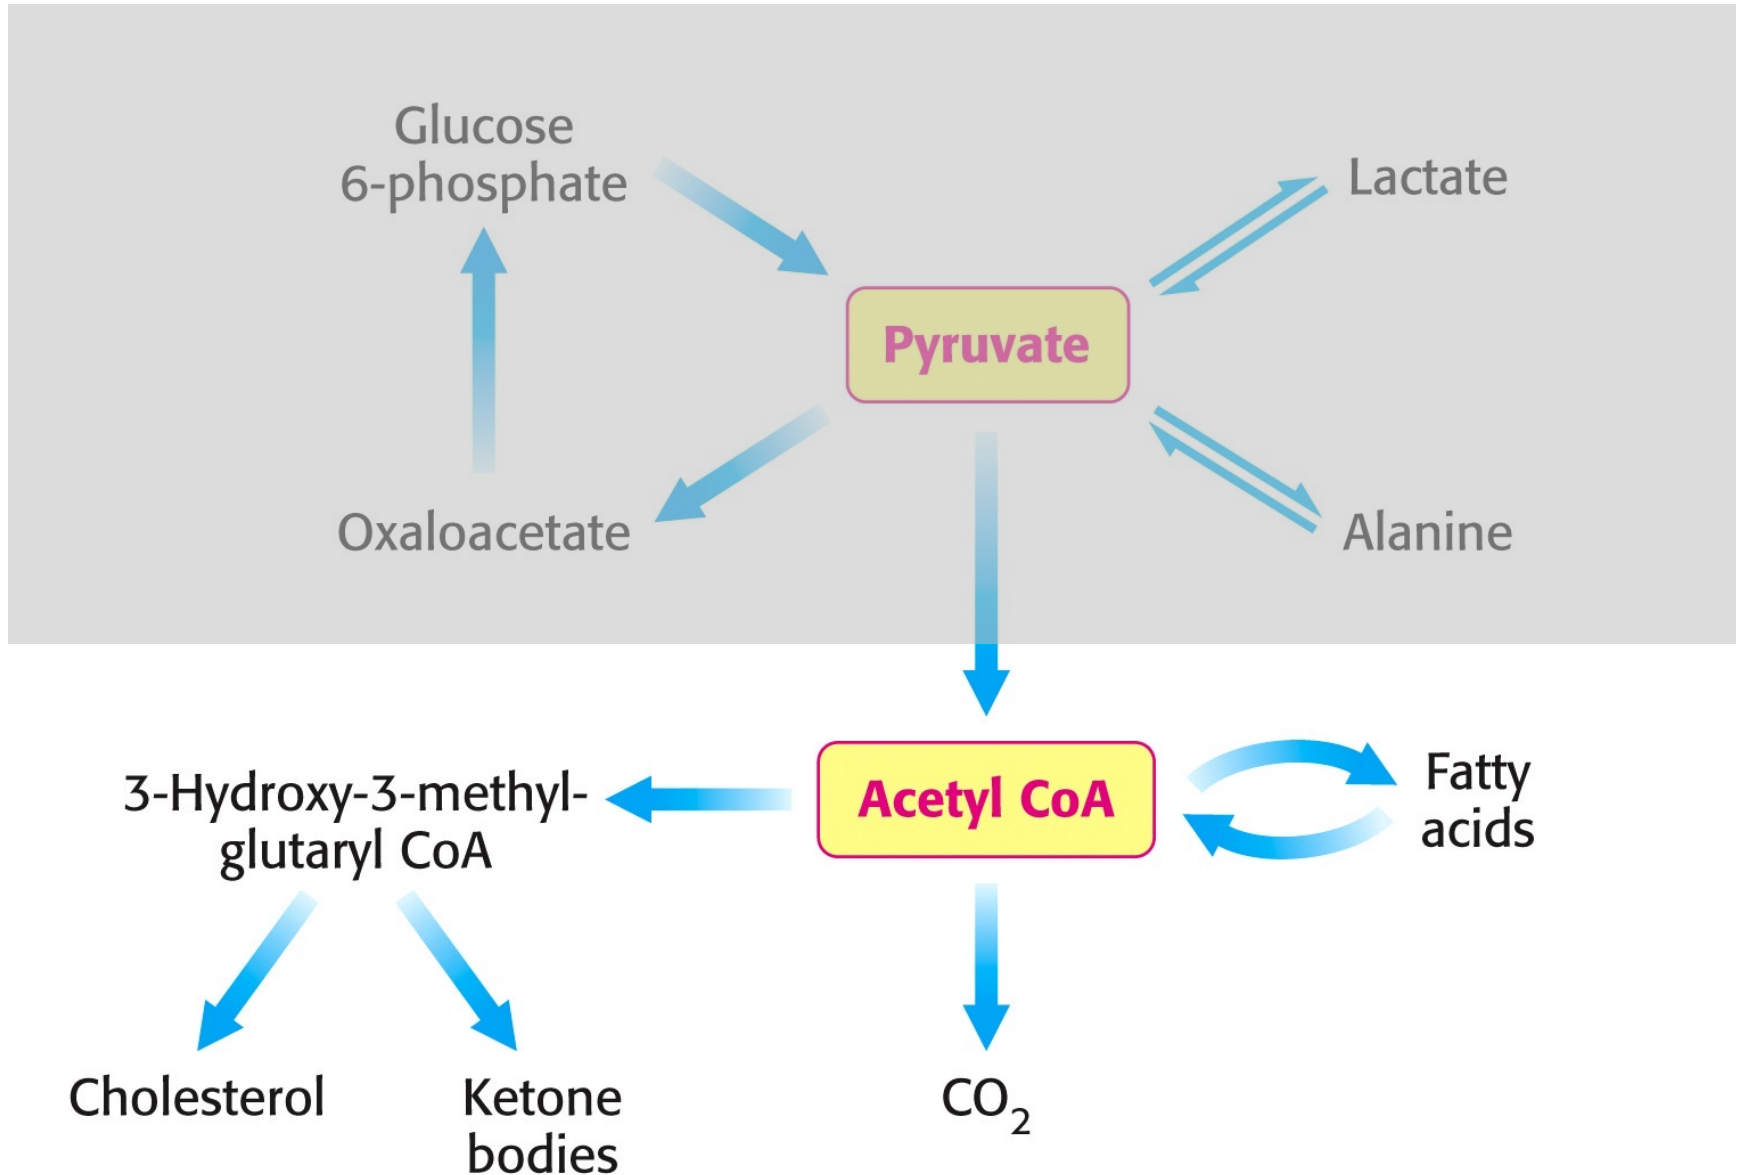 Glucose
6-phosphate
Lactate
Pyruvate
Oxaloacetate
Alanine
3-Hydroxy-3-methyl-
glutaryl CoA
Acetyl CoA
Fatty
acids
Cholesterol
Ketone
bodies
CO₂